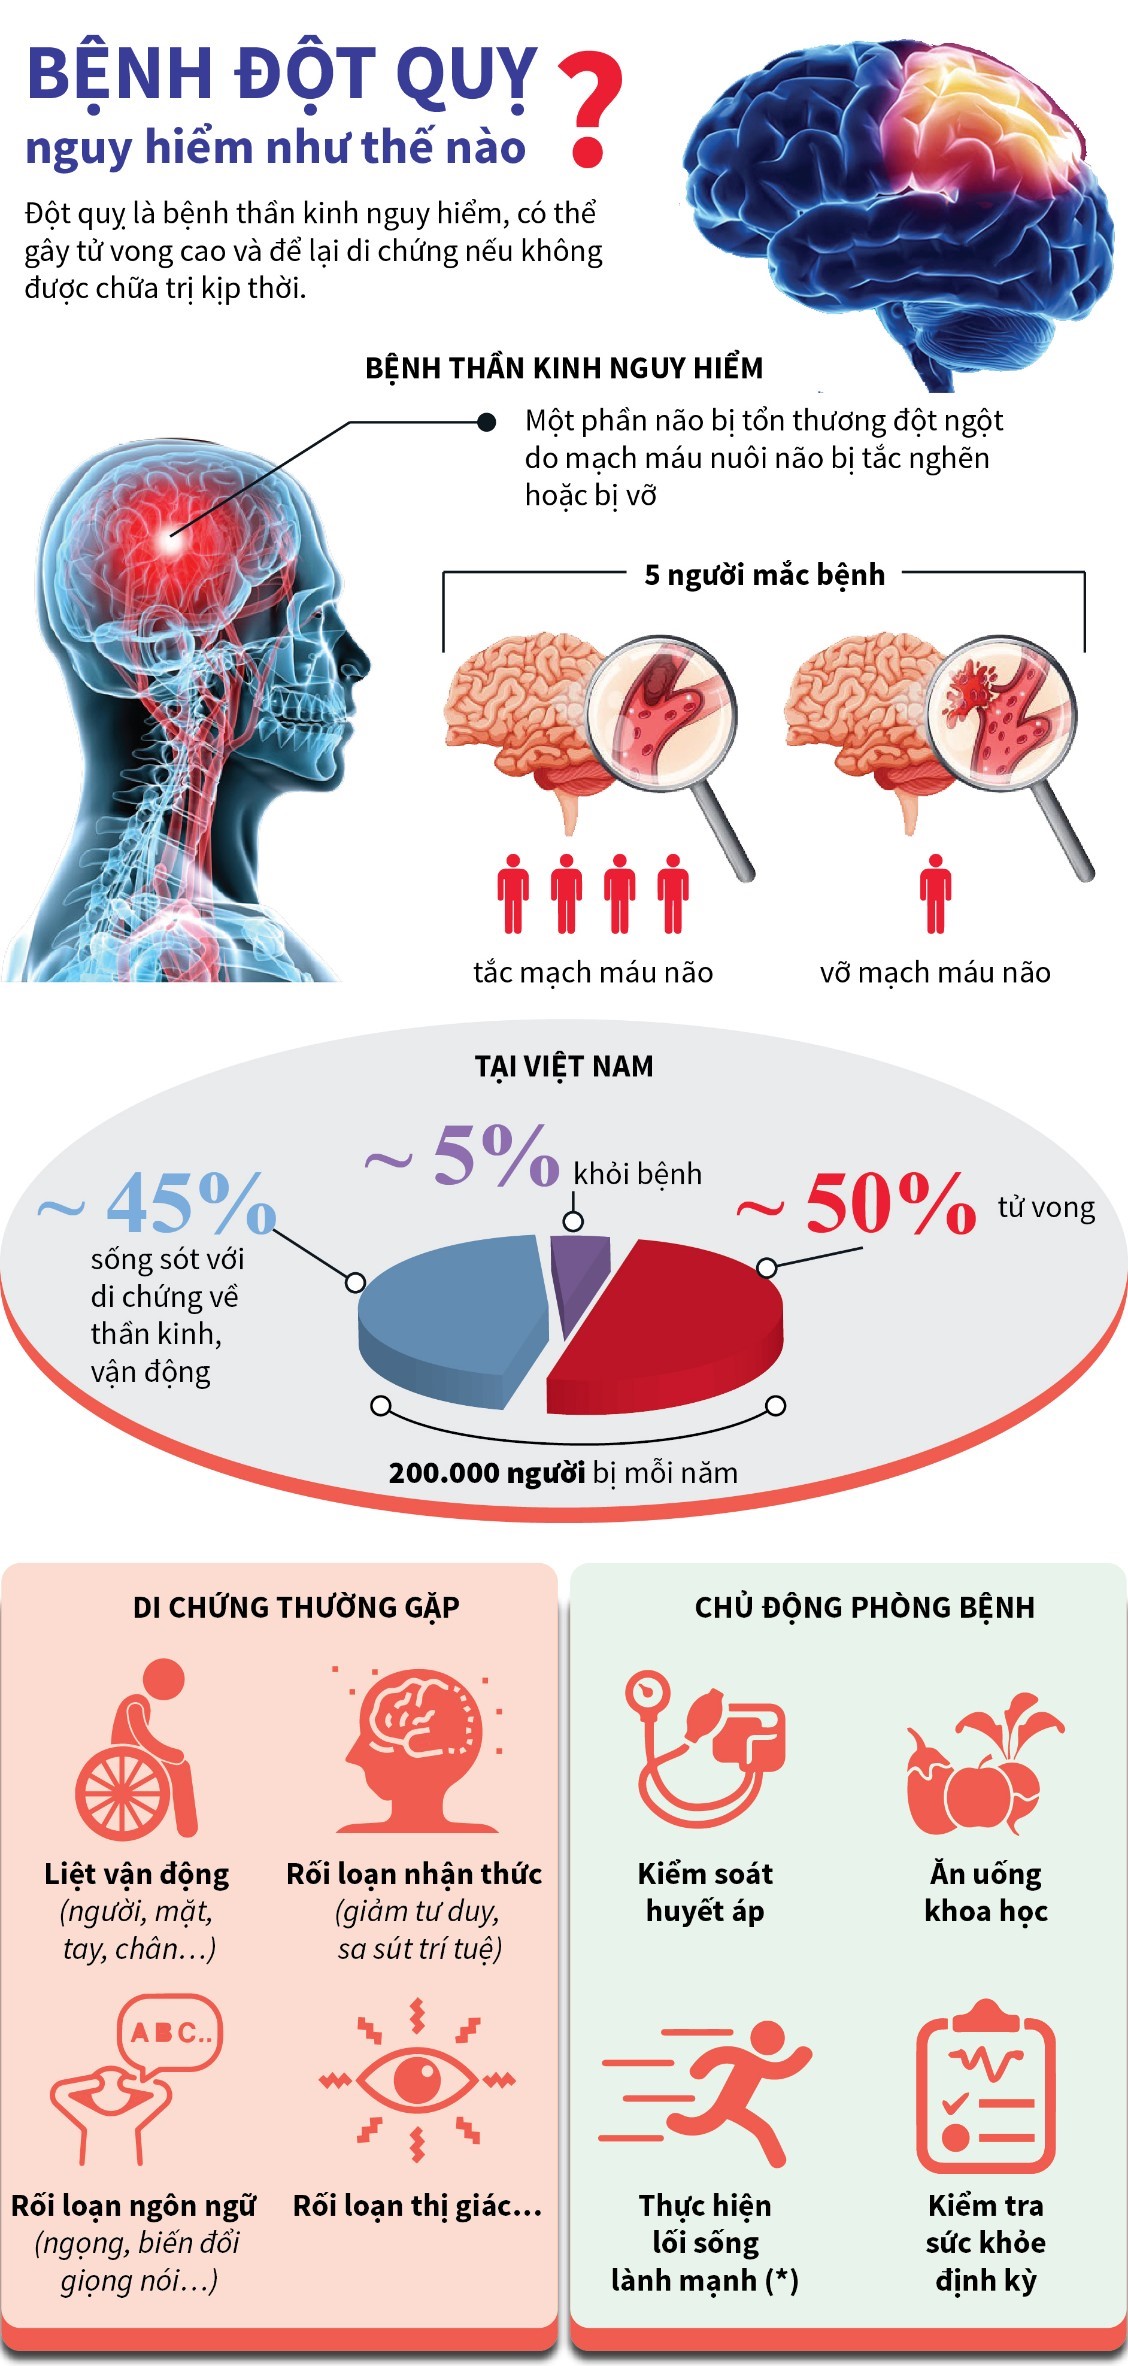 BỆNH ĐỘT QUỴ
nguy hiểm như thế nào
?
Đột quỵ là bệnh thần kinh nguy hiểm, có thể
gây tử vong cao và để lại di chứng nếu không
được chữa trị kịp thời.
BỆNH THẦN KINH NGUY HIỂM
Một phần não bị tổn thương đột ngột
do mạch máu nuôi não bị tắc nghẽn
hoặc bị vỡ
5 người mắc bệnh
tắc mạch máu não
vỡ mạch máu não
TẠI VIỆT NAM
~ 45%
sống sót với
di chứng về
thần kinh,
vận động
~ 5% khỏi bệnh
~ 50% tử vong
200.000 người bị mỗi năm
DI CHỨNG THƯỜNG GẶP
Liệt vận động
(người, mặt,
tay, chân...)
Rối loạn nhận thức
(giảm tư duy,
sa sút trí tuệ)
A B C..
Rối loạn ngôn ngữ
(ngọng, biến đổi
giọng nói...)
Rối loạn thị giác...
CHỦ ĐỘNG PHÒNG BỆNH
Kiểm soát
huyết áp
Ăn uống
khoa học
Thực hiện
lối sống
lành mạnh (*)
Kiểm tra
sức khỏe
định kỳ